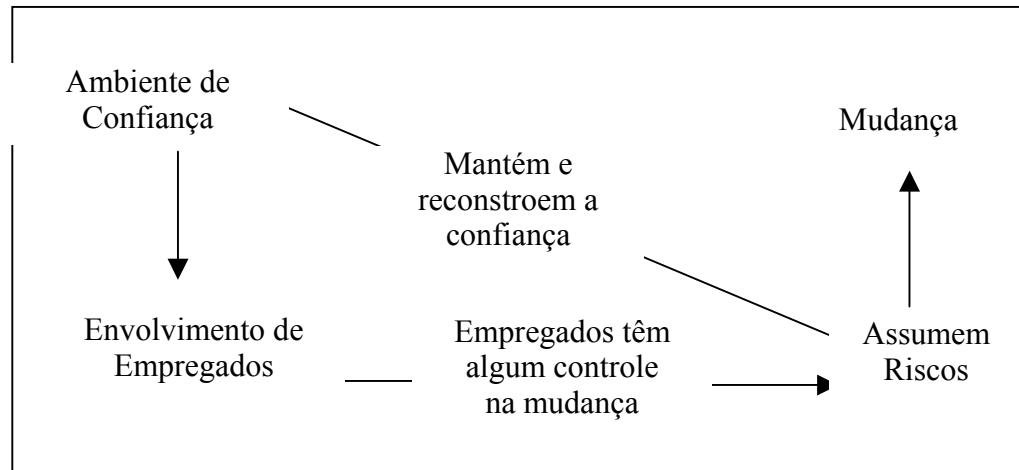 Ambiente de
Confiança
Mudança
Mantém e
reconstroem a
confiança
Envolvimento de
Empregados
Empregados têm
algum controle
na mudança
Assumem
Riscos